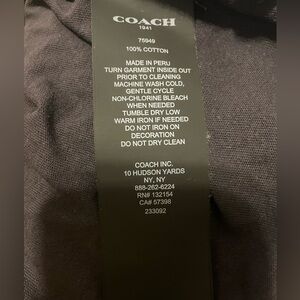 COACH
1941
75949
100% COTTON
MADE IN PERU
TURN GARMENT INSIDE OUT
PRIOR TO CLEANING
MACHINE WASH COLD,
GENTLE CYCLE
NON-CHLORINE BLEACH
WHEN NEEDED
TUMBLE DRY LOW
WARM IRON IF NEEDED
DO NOT IRON ON
DECORATION
DO NOT DRY CLEAN
COACH INC.
10 HUDSON YARDS
NY, NY
888-262-6224
RN# 132154
CA# 57398
233092